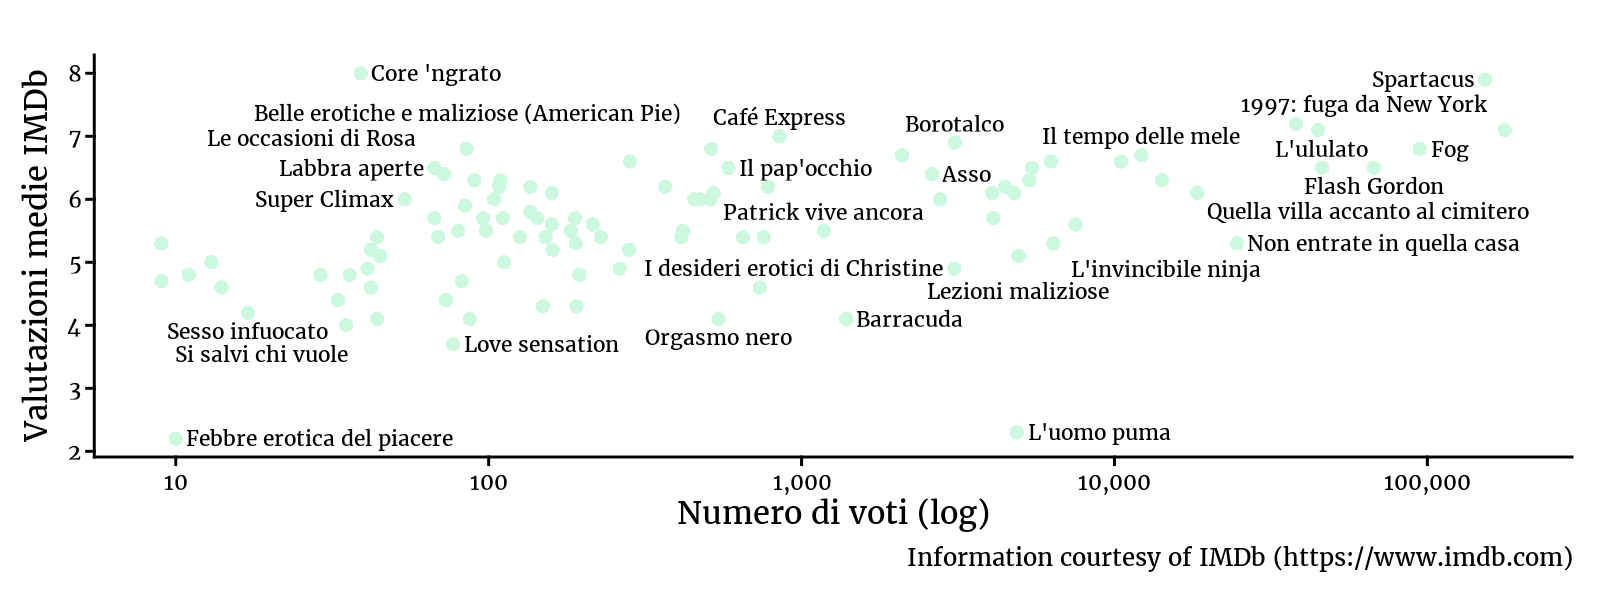 Valutazioni medie IMDb
8
7
6
5
4
3
2
Core 'ngrato
Spartacus
1997: fuga da New York
Belle erotiche e maliziose (American Pie)
Café Express
Borotalco
Le occasioni di Rosa
Il tempo delle mele
L'ululato
Fog
Labbra aperte
Il pap'occhio
Asso
Flash Gordon
Super Climax
Patrick vive ancora
Quella villa accanto al cimitero
Non entrate in quella casa
I desideri erotici di Christine
L'invincibile ninja
Lezioni maliziose
Barracuda
Sesso infuocato
Orgasmo nero
Love sensation
Si salvi chi vuole
Febbre erotica del piacere
L'uomo puma
10
100
1,000
10,000
100,000
Numero di voti (log)
Information courtesy of IMDb (https://www.imdb.com)